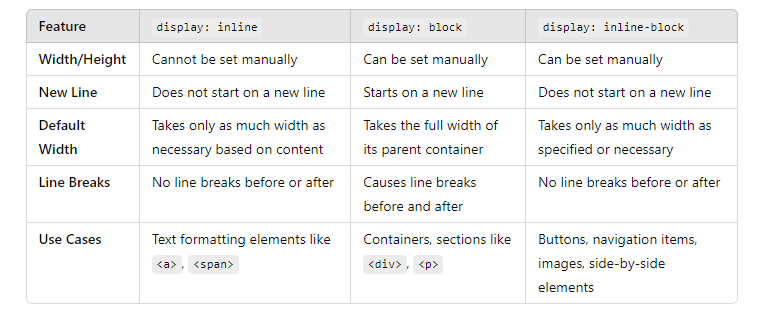 Feature display: inline display: block display: inline-block
Width/Height Cannot be set manually Can be set manually Can be set manually
New Line Does not start on a new line Starts on a new line Does not start on a new line
Default Takes only as much width as Takes the full width of Takes only as much width as
Width necessary based on content its parent container specified or necessary
Line Breaks No line breaks before or after Causes line breaks No line breaks before or after
before and after
Use Cases Text formatting elements like Containers, sections like Buttons, navigation items,
<a>, <span> <div>, <p> images, side-by-side
elements